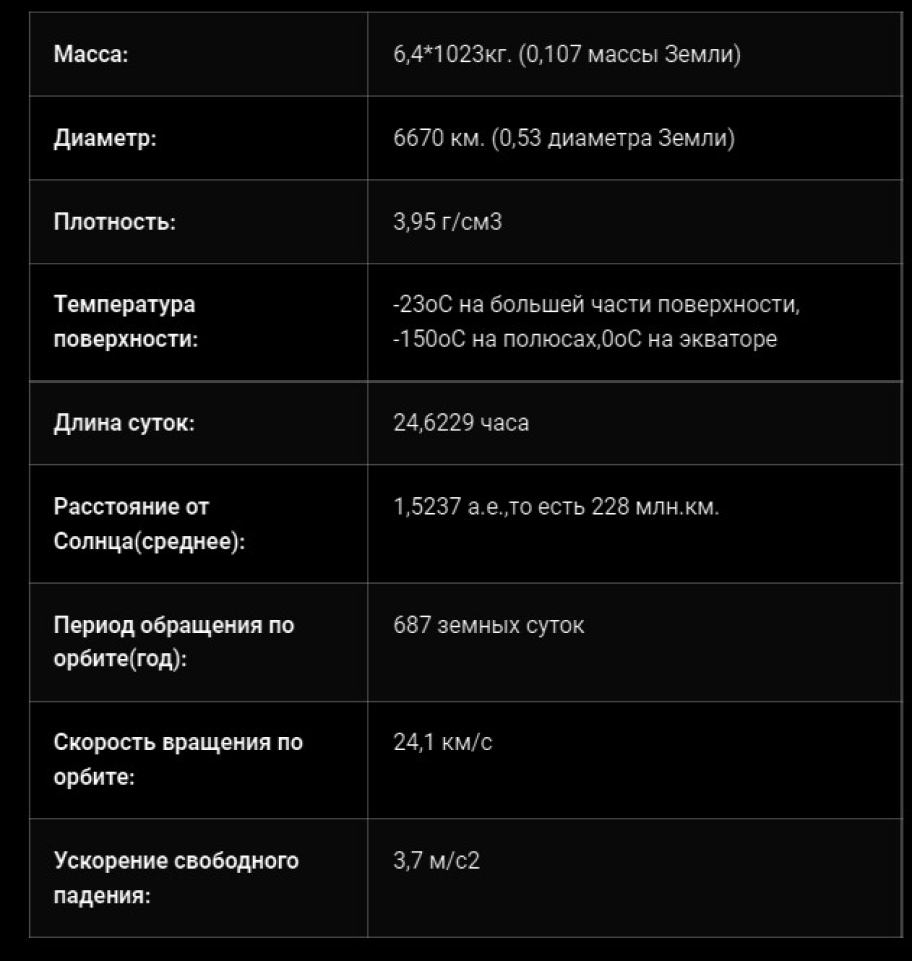 Масса:
6,4*1023кг. (0,107 массы Земли)
Диаметр:
6670 км. (0,53 диаметра Земли)
Плотность:
3,95 г/см3
Температура
поверхности:
-23oC на большей части поверхности,
-150oC на полюсах,0oC на экваторе
Длина суток:
24,6229 часа
Расстояние от
Солнца(среднее):
1,5237 а.е.,то есть 228 млн.км.
Период обращения по
орбите(год):
687 земных суток
Скорость вращения по
орбите:
24,1 км/с
Ускорение свободного
падения:
3,7 м/с2